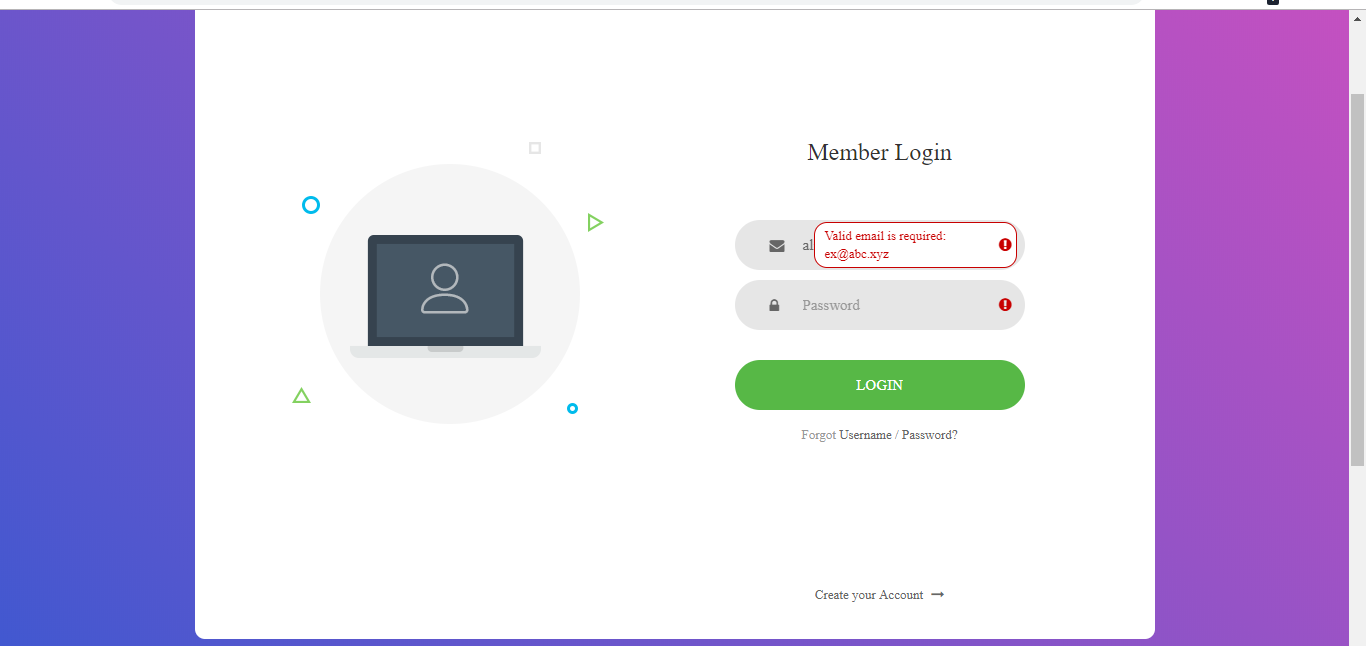 Member Login
al
Valid email is required:
ex@abc.xyz
Password
LOGIN
Forgot Username / Password?
Create your Account →